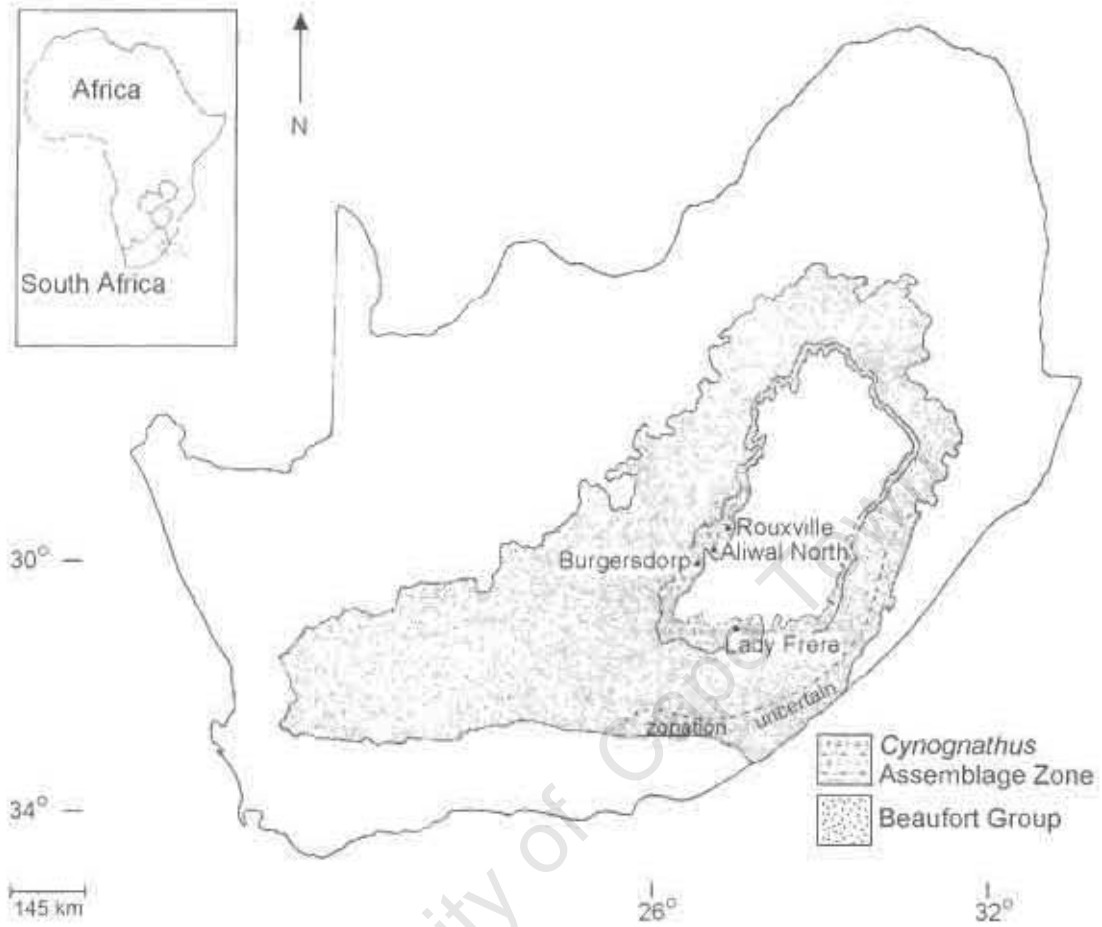 Africa
South Africa
N
Rouxville
Aliwal North
Burgersdorp
30°
Lady Frere
uncertain
zonation
Cynognathus
Assemblage Zone
Beaufort Group
34°
145 km
26°
32°